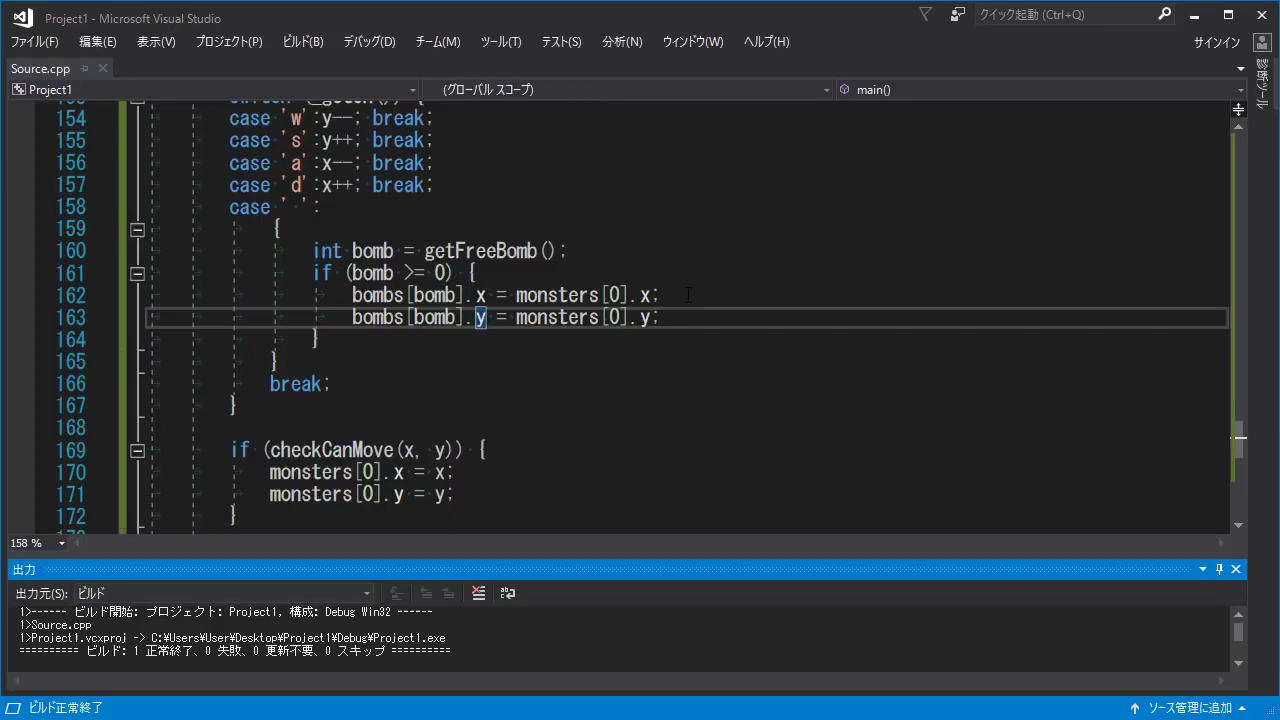 Project1 - Microsoft Visual Studio
クイック起動 (Ctrl+Q)
ファイル(F) 編集(E) 表示(V) プロジェクト(P) ビルド(B) デバッグ(D) チーム(M) ツール(T) テスト(S) 分析(N) ウィンドウ(W) ヘルプ(H)
サインイン
Source.cpp
診断ツール
Project1 (グローバル スコープ) main()
154 case 'w':y--; break;
155 case 's':y++; break;
156 case 'a':x--; break;
157 case 'd':x++; break;
158 case ' ':
159 {
160 int bomb = getFreeBomb();
161 if (bomb >= 0) {
162 bombs[bomb].x = monsters[0].x;
163 bombs[bomb].y = monsters[0].y;
164 }
165 }
166 break;
167 }
168
169 if (checkCanMove(x, y)) {
170 monsters[0].x = x;
171 monsters[0].y = y;
172 }
158 %
出力
出力元(S): ビルド
1>------ ビルド開始: プロジェクト: Project1, 構成: Debug Win32 ------
1>Source.cpp
1>Project1.vcxproj -> C:¥Users¥User¥Desktop¥Project1¥Debug¥Project1.exe
========== ビルド: 1 正常終了、0 失敗、0 更新不要、0 スキップ ==========
ビルド正常終了
ソース管理に追加